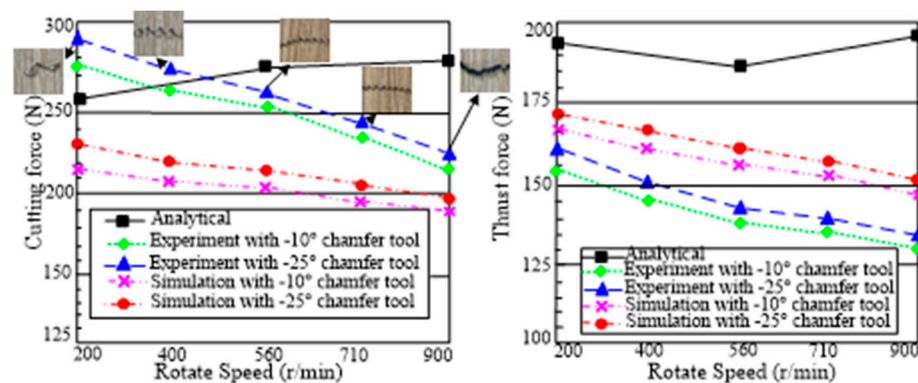 300
250
200
150
125
Cutting force (N)
Analytical
Experiment with -10° chamfer tool
Experiment with -25° chamfer tool
Simulation with -10° chamfer tool
Simulation with -25° chamfer tool
200 400 560 710 900
Rotate Speed (r/min)
200
175
150
125
100
Thrust force (N)
Analytical
Experiment with -10° chamfer tool
Experiment with -25° chamfer tool
Simulation with -10° chamfer tool
Simulation with -25° chamfer tool
200 400 560 710 900
Rotate Speed (r/min)